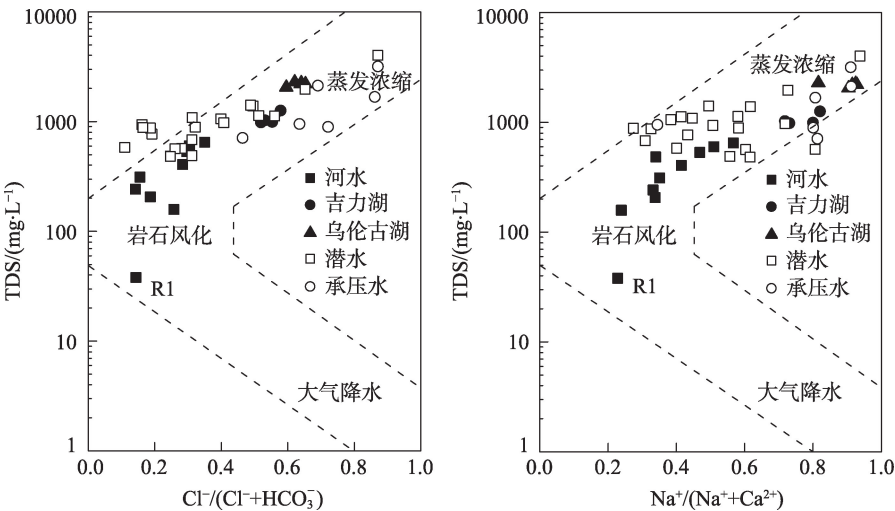 10000
1000
100
10
1
TDS/(mg·L⁻¹)
蒸发浓缩
河水
吉力湖
乌伦古湖
潜水
承压水
岩石风化
R1
大气降水
0.0 0.2 0.4 0.6 0.8 1.0
Cl⁻/(Cl⁻+HCO₃⁻)
10000
1000
100
10
1
TDS/(mg·L⁻¹)
蒸发浓缩
河水
吉力湖
乌伦古湖
潜水
承压水
岩石风化
R1
大气降水
0.0 0.2 0.4 0.6 0.8 1.0
Na⁺/(Na⁺+Ca²⁺)